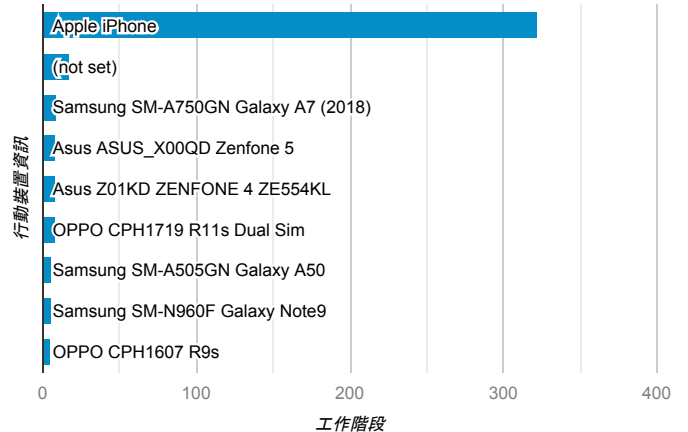 Apple iPhone
(not set)
Samsung SM-A750GN Galaxy A7 (2018)
Asus ASUS_X00QD Zenfone 5
Asus Z01KD ZENFONE 4 ZE554KL
OPPO CPH1719 R11s Dual Sim
Samsung SM-A505GN Galaxy A50
Samsung SM-N960F Galaxy Note9
OPPO CPH1607 R9s
行動裝置資訊
0 100 200 300 400
工作階段